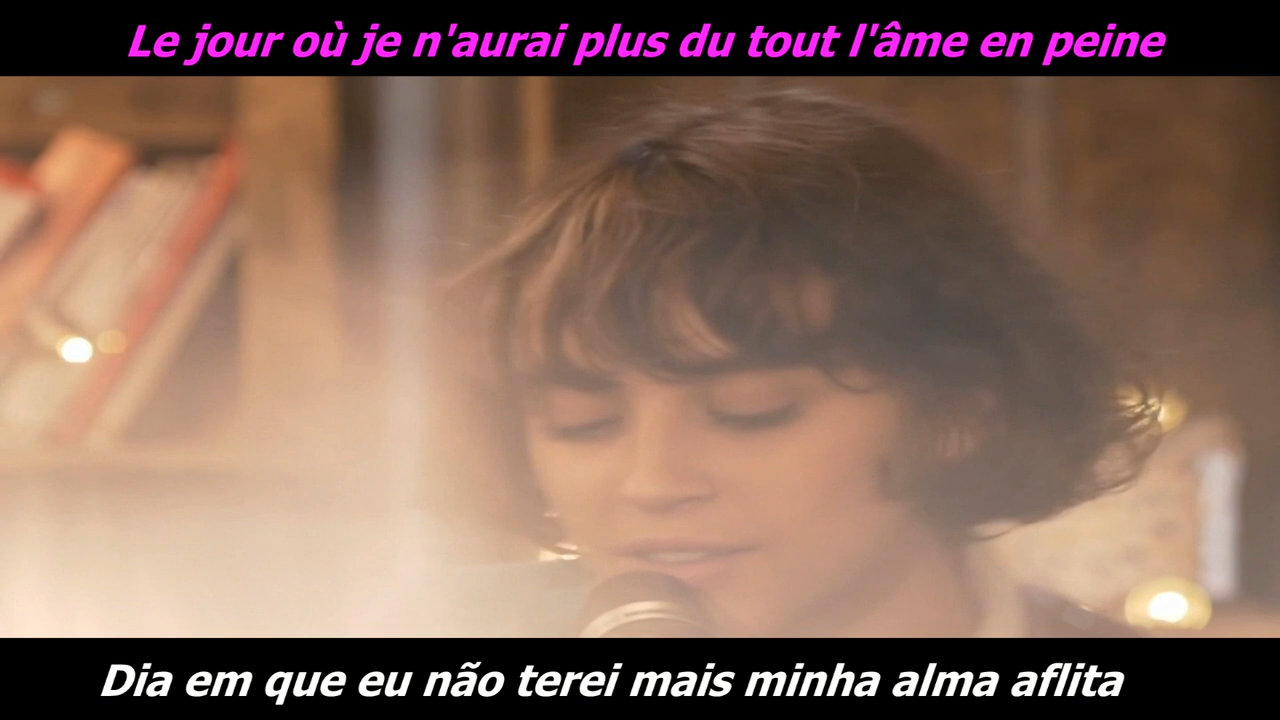 Le jour où je n'aurai plus du tout l'âme en peine
Dia em que eu não terei mais minha alma aflita